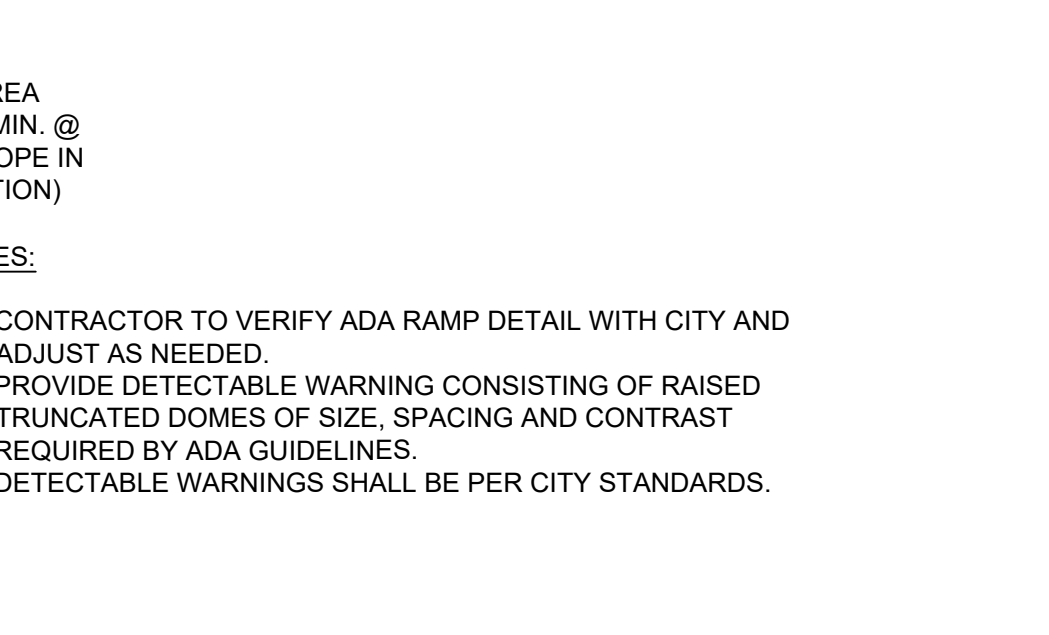 REA
MIN. @
OPE IN
TION)
ES:
CONTRACTOR TO VERIFY ADA RAMP DETAIL WITH CITY AND
ADJUST AS NEEDED.
PROVIDE DETECTABLE WARNING CONSISTING OF RAISED
TRUNCATED DOMES OF SIZE, SPACING AND CONTRAST
REQUIRED BY ADA GUIDELINES.
DETECTABLE WARNINGS SHALL BE PER CITY STANDARDS.